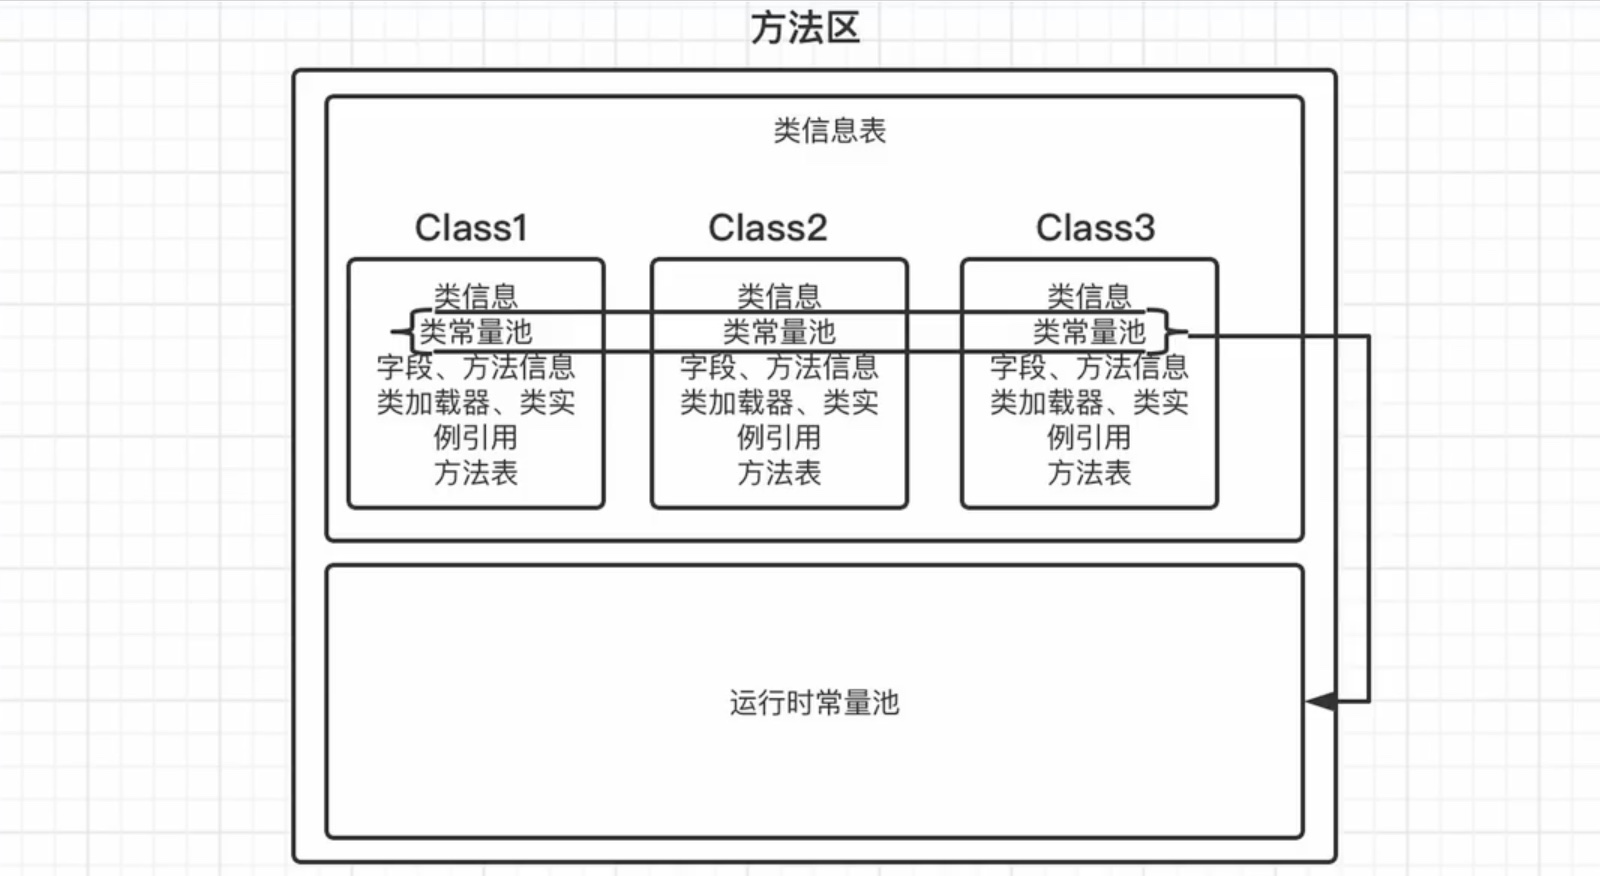 方法区
类信息表
Class1
类信息
类常量池
字段、方法信息
类加载器、类实
例引用
方法表
Class2
类信息
类常量池
字段、方法信息
类加载器、类实
例引用
方法表
Class3
类信息
类常量池
字段、方法信息
类加载器、类实
例引用
方法表
运行时常量池